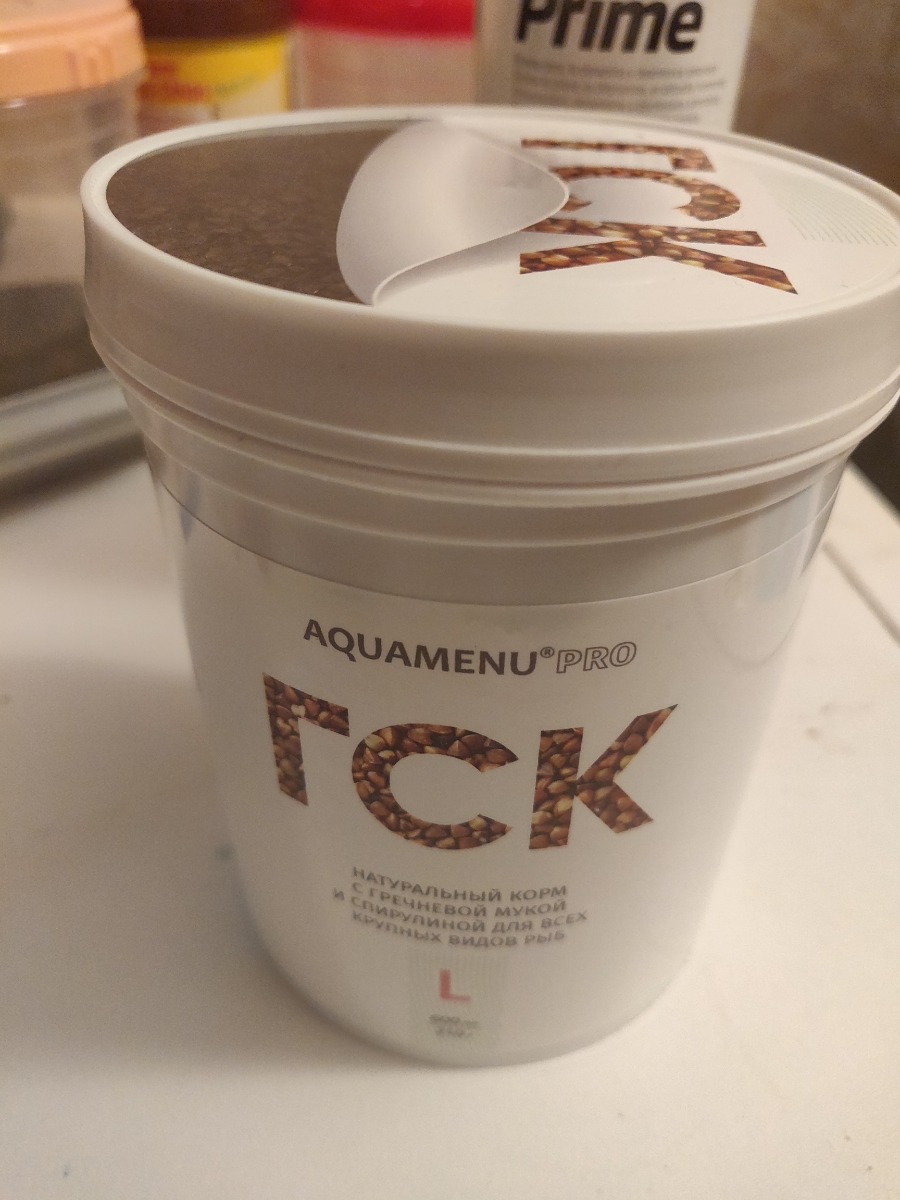 Prime
ГСК
AQUAMENU® PRO
ГСК
НАТУРАЛЬНЫЙ КОРМ
С ГРЕЧНЕВОЙ МУКОЙ
И СПИРУЛИНОЙ ДЛЯ ВСЕХ
КРУПНЫХ ВИДОВ РЫБ
L